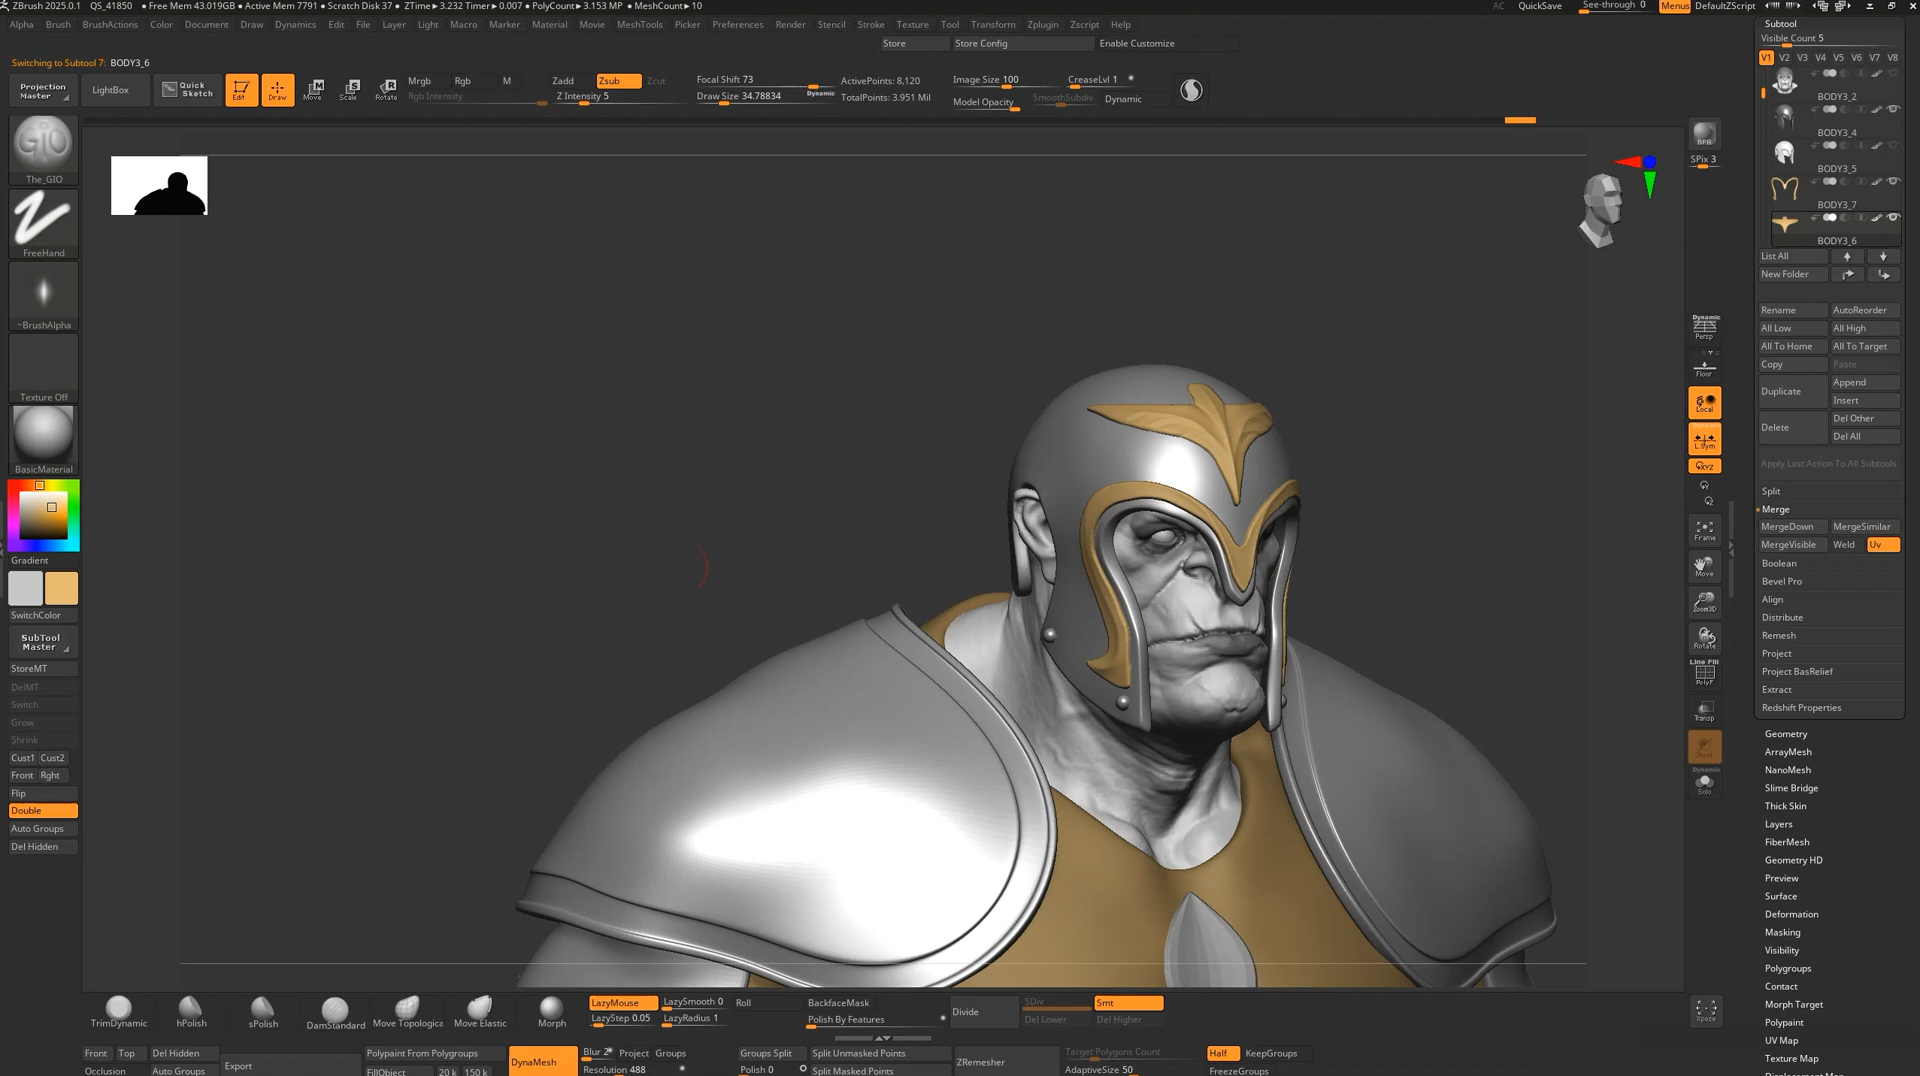 ZBrush 2025.0.1 QS_41850 • Free Mem 43.019GB • Active Mem 7791 • Scratch Disk 37 • ZTime▸3.232 Timer▸0.007 • PolyCount▸3.153 MP • MeshCount▸10 AC QuickSave See-through 0 Menus DefaultZScript
Alpha Brush BrushActions Color Document Draw Dynamics Edit File Layer Light Macro Marker Material Movie MeshTools Picker Preferences Render Stencil Stroke Texture Tool Transform Zplugin Zscript Help
Store Store Config Enable Customize
Switching to Subtool 7: BODY3_6
Projection Master
LightBox
Quick Sketch
Edit
Draw
Move
Scale
Rotate
Mrgb Rgb M
Rgb Intensity
Zadd Zsub Zcut
Z Intensity 5
Focal Shift 73
Draw Size 34.78834 Dynamic
ActivePoints: 8,120
TotalPoints: 3.951 Mil
Image Size 100
Model Opacity
CreaseLvl 1
SmoothSubdiv Dynamic
The_GIO
FreeHand
~BrushAlpha
Texture Off
BasicMaterial
Gradient
SwitchColor
SubTool Master
StoreMT
DelMT
Switch
Grow
Shrink
Cust1 Cust2
Front Rght
Flip
Double
Auto Groups
Del Hidden
BPR
SPix 3
Dynamic
Persp
Floor
Local
L.Sym
XYZ
Frame
Move
Zoom3D
Rotate
Line Fill
PolyF
Transp
Ghost
Dynamic
Solo
Xpose
Subtool
Visible Count 5
V1 V2 V3 V4 V5 V6 V7 V8
BODY3_2
BODY3_4
BODY3_5
BODY3_7
BODY3_6
List All
New Folder
Rename AutoReorder
All Low All High
All To Home All To Target
Copy Paste
Duplicate Append
Insert
Delete Del Other
Del All
Apply Last Action To All Subtools
Split
Merge
MergeDown MergeSimilar
MergeVisible Weld Uv
Boolean
Bevel Pro
Align
Distribute
Remesh
Project
Project BasRelief
Extract
Redshift Properties
Geometry
ArrayMesh
NanoMesh
Slime Bridge
Thick Skin
Layers
FiberMesh
Geometry HD
Preview
Surface
Deformation
Masking
Visibility
Polygroups
Contact
Morph Target
Polypaint
UV Map
Texture Map
TrimDynamic hPolish sPolish DamStandard Move Topologica Move Elastic Morph
LazyMouse LazySmooth 0 Roll
LazyStep 0.05 LazyRadius 1
BackfaceMask
Polish By Features
Divide
SDiv
Del Lower
Smt
Del Higher
Front Top Del Hidden
Occlusion Auto Groups
Export
Polypaint From Polygroups
FillObject 20 k 150 k
DynaMesh
Blur 2 Project Groups
Resolution 488
Groups Split
Polish 0
Split Unmasked Points
Split Masked Points
ZRemesher
Target Polygons Count
AdaptiveSize 50
Half KeepGroups
FreezeGroups